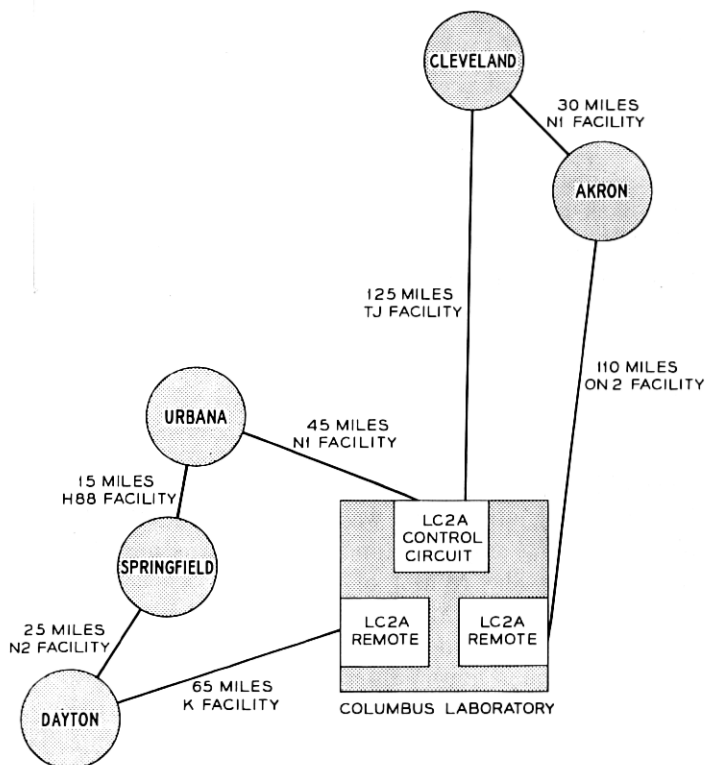 CLEVELAND
30 MILES
N1 FACILITY
AKRON
125 MILES
TJ FACILITY
110 MILES
ON2 FACILITY
URBANA
45 MILES
N1 FACILITY
15 MILES
H88 FACILITY
LC2A
CONTROL
CIRCUIT
SPRINGFIELD
LC2A
REMOTE
LC2A
REMOTE
25 MILES
N2 FACILITY
65 MILES
K FACILITY
DAYTON
COLUMBUS LABORATORY